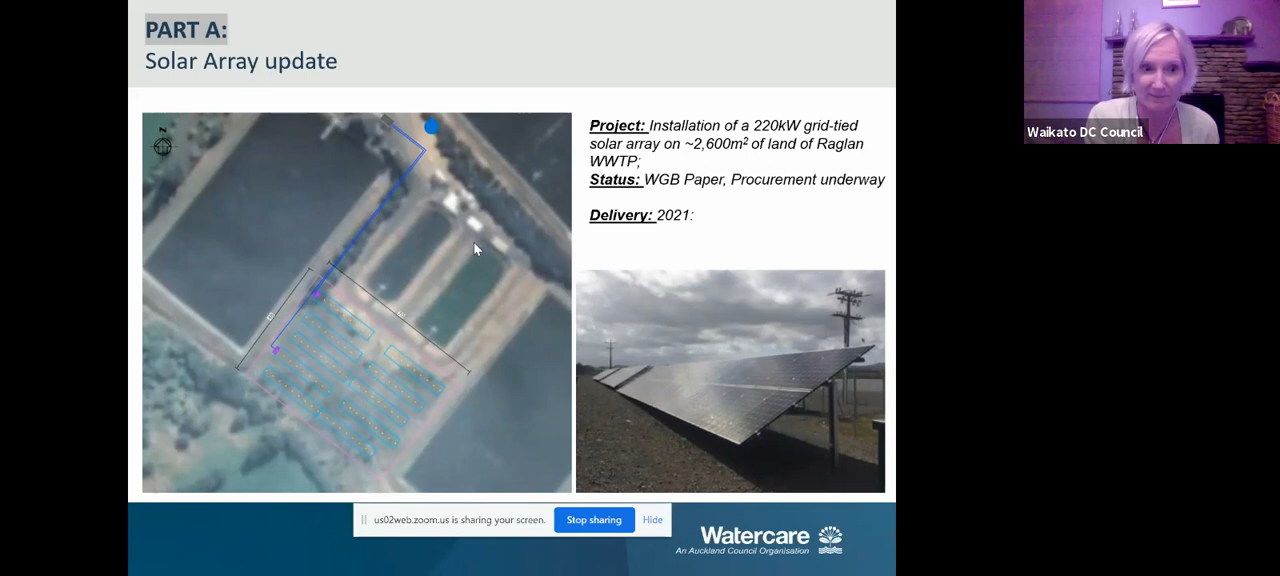 PART A:
Solar Array update
Project: Installation of a 220kW grid-tied
solar array on ~2,600m² of land of Raglan
WWTP;
Status: WGB Paper, Procurement underway
Delivery: 2021:
Waikato DC Council
N
us02web.zoom.us is sharing your screen.
Stop sharing
Hide
Watercare
An Auckland Council Organisation